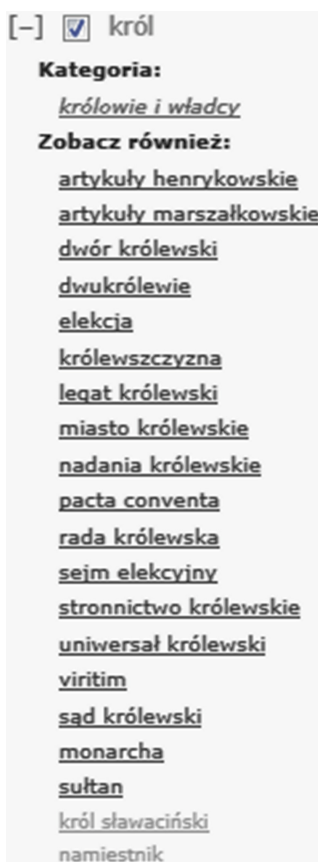 [−] król
Kategoria:
królowie i władcy
Zobacz również:
artykuły henrykowskie
artykuły marszałkowskie
dwór królewski
dwukrólewie
elekcja
królewszczyzna
legat królewski
miasto królewskie
nadania królewskie
pacta conventa
rada królewska
sejm elekcyjny
stronnictwo królewskie
uniwersał królewski
viritim
sąd królewski
monarcha
sułtan
król sławaciński
namiestnik